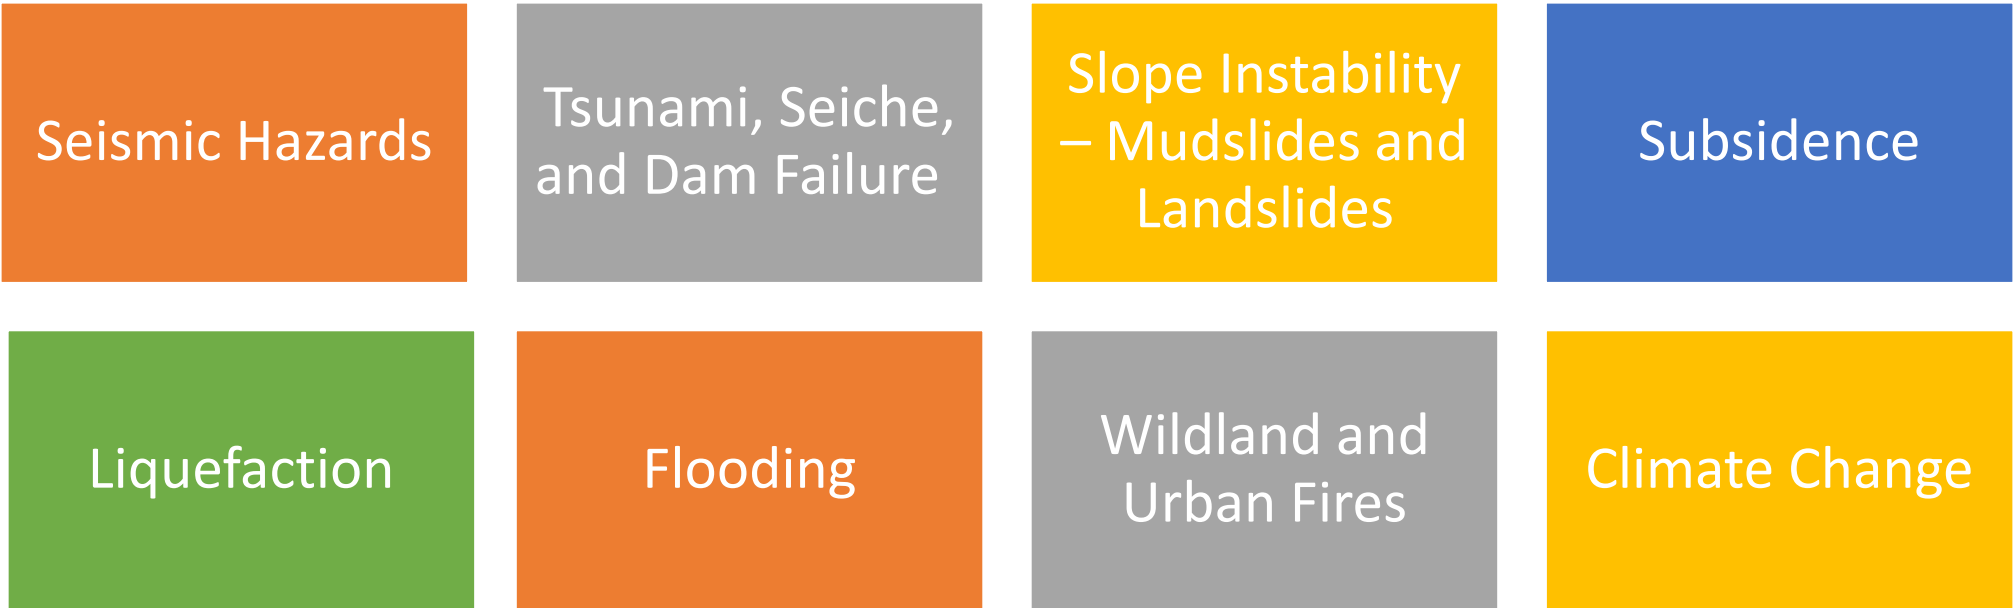 Seismic Hazards
Tsunami, Seiche,
and Dam Failure
Slope Instability
– Mudslides and
Landslides
Subsidence
Liquefaction
Flooding
Wildland and
Urban Fires
Climate Change